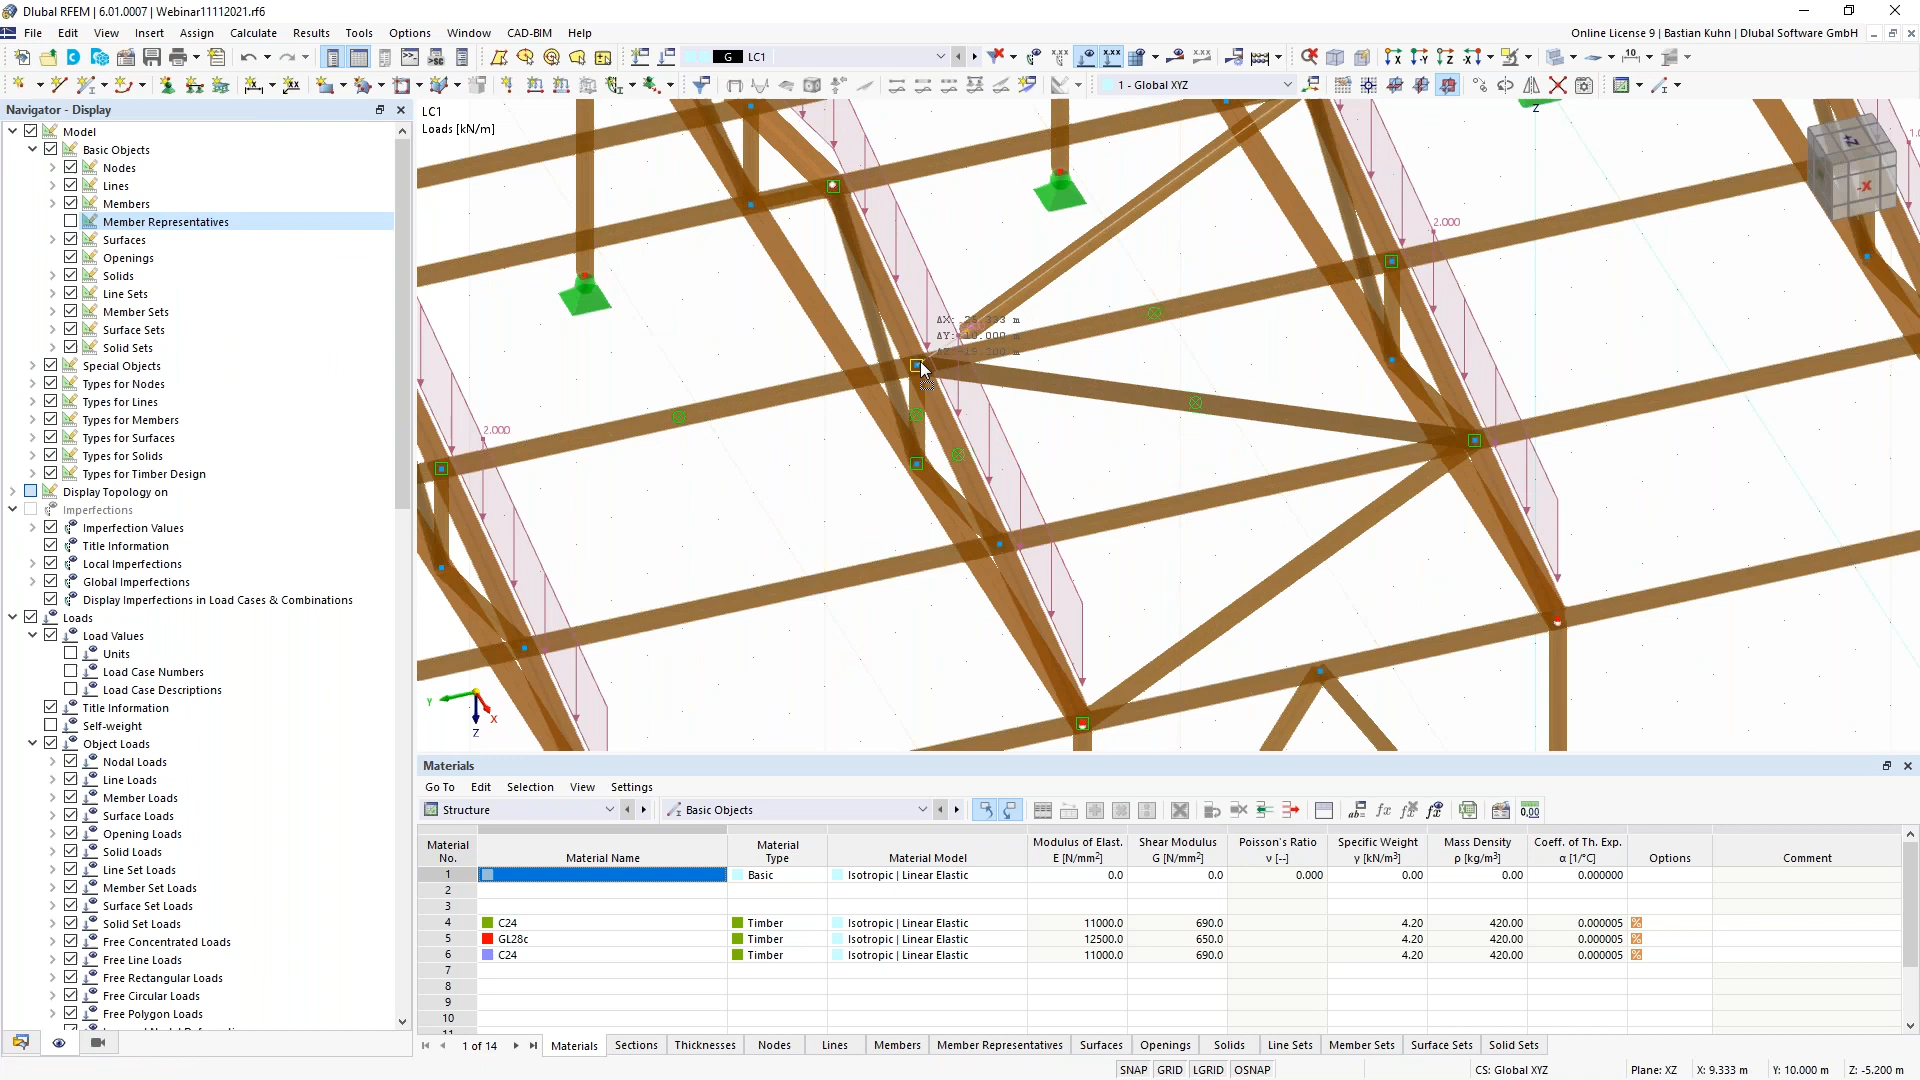 Dlubal RFEM | 6.01.0007 | Webinar11112021.rf6
File Edit View Insert Assign Calculate Results Tools Options Window CAD-BIM Help
Online License 9 | Bastian Kuhn | Dlubal Software GmbH
G LC1
1 - Global XYZ
Navigator - Display
Model
Basic Objects
Nodes
Lines
Members
Member Representatives
Surfaces
Openings
Solids
Line Sets
Member Sets
Surface Sets
Solid Sets
Special Objects
Types for Nodes
Types for Lines
Types for Members
Types for Surfaces
Types for Solids
Types for Timber Design
Display Topology on
Imperfections
Imperfection Values
Title Information
Local Imperfections
Global Imperfections
Display Imperfections in Load Cases & Combinations
Loads
Load Values
Units
Load Case Numbers
Load Case Descriptions
Title Information
Self-weight
Object Loads
Nodal Loads
Line Loads
Member Loads
Surface Loads
Opening Loads
Solid Loads
Line Set Loads
Member Set Loads
Surface Set Loads
Solid Set Loads
Free Concentrated Loads
Free Line Loads
Free Rectangular Loads
Free Circular Loads
Free Polygon Loads
LC1
Loads [kN/m]
Z
2.000
2.000
-X
Y
X
Z
Materials
Go To Edit Selection View Settings
Structure Basic Objects
Material No. Material Name Material Type Material Model Modulus of Elast. E [N/mm²] Shear Modulus G [N/mm²] Poisson's Ratio ν [--] Specific Weight γ [kN/m³] Mass Density ρ [kg/m³] Coeff. of Th. Exp. α [1/°C] Options Comment
1 Basic Isotropic | Linear Elastic 0.0 0.0 0.000 0.00 0.00 0.000000
2
3
4 C24 Timber Isotropic | Linear Elastic 11000.0 690.0 4.20 420.00 0.000005
5 GL28c Timber Isotropic | Linear Elastic 12500.0 650.0 4.20 420.00 0.000005
6 C24 Timber Isotropic | Linear Elastic 11000.0 690.0 4.20 420.00 0.000005
7
8
9
10
1 of 14 Materials Sections Thicknesses Nodes Lines Members Member Representatives Surfaces Openings Solids Line Sets Member Sets Surface Sets Solid Sets
SNAP GRID LGRID OSNAP CS: Global XYZ Plane: XZ X: 9.333 m Y: 10.000 m Z: -5.200 m